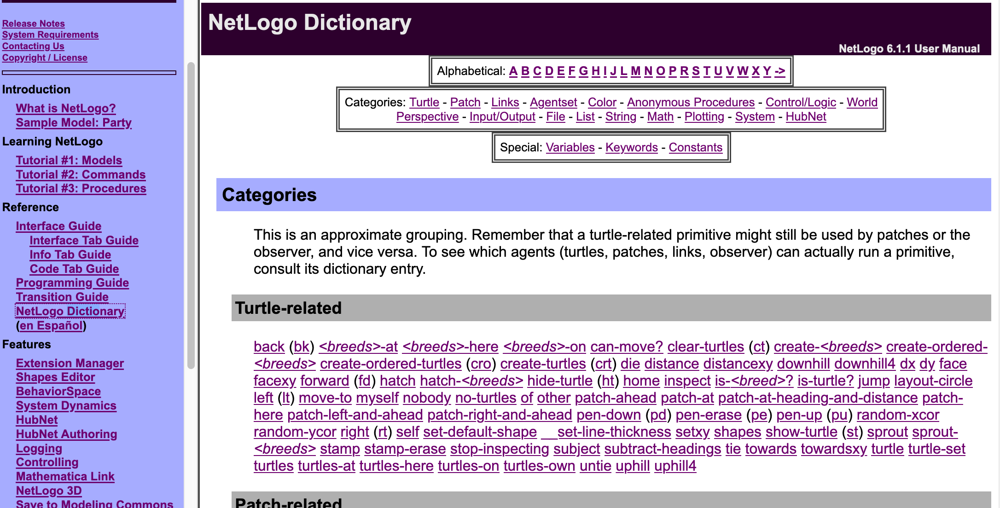 Release Notes
System Requirements
Contacting Us
Copyright / License
Introduction
What is NetLogo?
Sample Model: Party
Learning NetLogo
Tutorial #1: Models
Tutorial #2: Commands
Tutorial #3: Procedures
Reference
Interface Guide
Interface Tab Guide
Info Tab Guide
Code Tab Guide
Programming Guide
Transition Guide
NetLogo Dictionary
(en Español)
Features
Extension Manager
Shapes Editor
BehaviorSpace
System Dynamics
HubNet
HubNet Authoring
Logging
Controlling
Mathematica Link
NetLogo 3D
Save to Modeling Commons
NetLogo Dictionary
NetLogo 6.1.1 User Manual
Alphabetical: A B C D E F G H I J L M N O P R S T U V W X Y ->
Categories: Turtle - Patch - Links - Agentset - Color - Anonymous Procedures - Control/Logic - World
Perspective - Input/Output - File - List - String - Math - Plotting - System - HubNet
Special: Variables - Keywords - Constants
Categories
This is an approximate grouping. Remember that a turtle-related primitive might still be used by patches or the
observer, and vice versa. To see which agents (turtles, patches, links, observer) can actually run a primitive,
consult its dictionary entry.
Turtle-related
back (bk) <breeds>-at <breeds>-here <breeds>-on can-move? clear-turtles (ct) create-<breeds> create-ordered-
<breeds> create-ordered-turtles (cro) create-turtles (crt) die distance distancexy downhill downhill4 dx dy face
facexy forward (fd) hatch hatch-<breeds> hide-turtle (ht) home inspect is-<breed>? is-turtle? jump layout-circle
left (lt) move-to myself nobody no-turtles of other patch-ahead patch-at patch-at-heading-and-distance patch-
here patch-left-and-ahead patch-right-and-ahead pen-down (pd) pen-erase (pe) pen-up (pu) random-xcor
random-ycor right (rt) self set-default-shape __set-line-thickness setxy shapes show-turtle (st) sprout sprout-
<breeds> stamp stamp-erase stop-inspecting subject subtract-headings tie towards towardsxy turtle turtle-set
turtles turtles-at turtles-here turtles-on turtles-own untie uphill uphill4
Patch-related